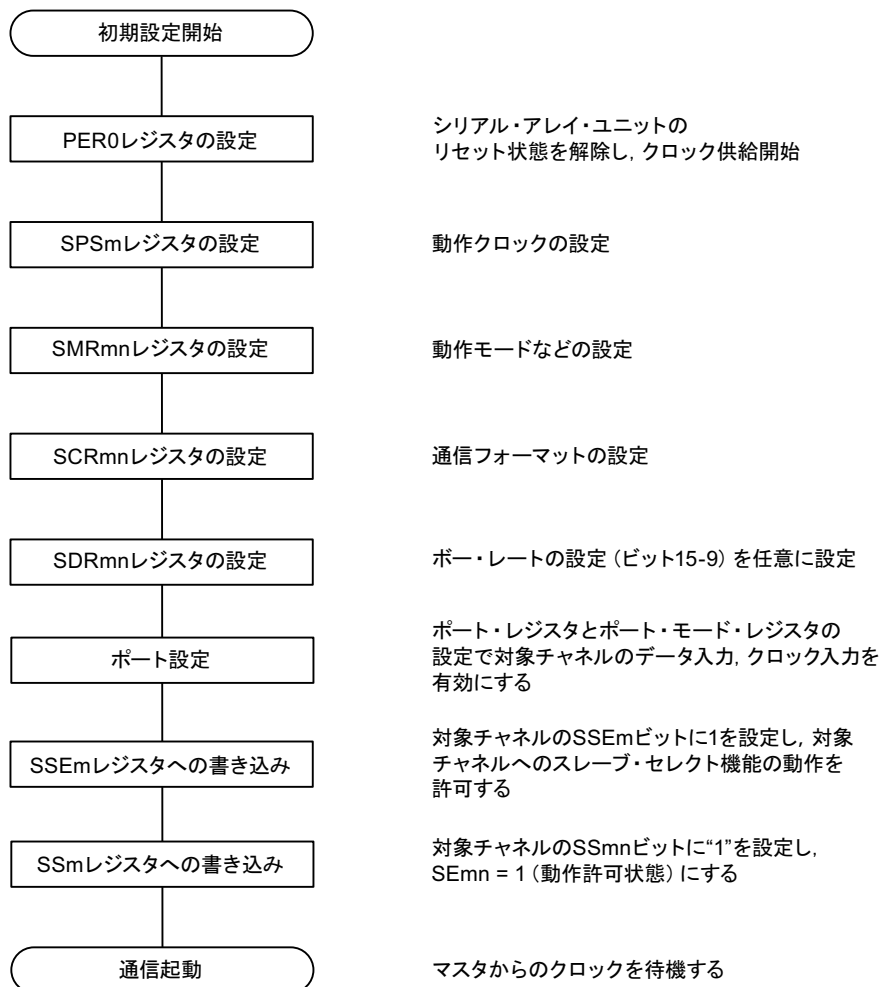 初期設定開始
PER0レジスタの設定
シリアル・アレイ・ユニットの
リセット状態を解除し, クロック供給開始
SPSmレジスタの設定
動作クロックの設定
SMRmnレジスタの設定
動作モードなどの設定
SCRmnレジスタの設定
通信フォーマットの設定
SDRmnレジスタの設定
ボー・レートの設定（ビット15-9）を任意に設定
ポート設定
ポート・レジスタとポート・モード・レジスタの
設定で対象チャネルのデータ入力, クロック入力を
有効にする
SSEmレジスタへの書き込み
対象チャネルのSSEmビットに1を設定し, 対象
チャネルへのスレーブ・セレクト機能の動作を
許可する
SSmレジスタへの書き込み
対象チャネルのSSmnビットに“1”を設定し,
SEmn = 1（動作許可状態）にする
通信起動
マスタからのクロックを待機する